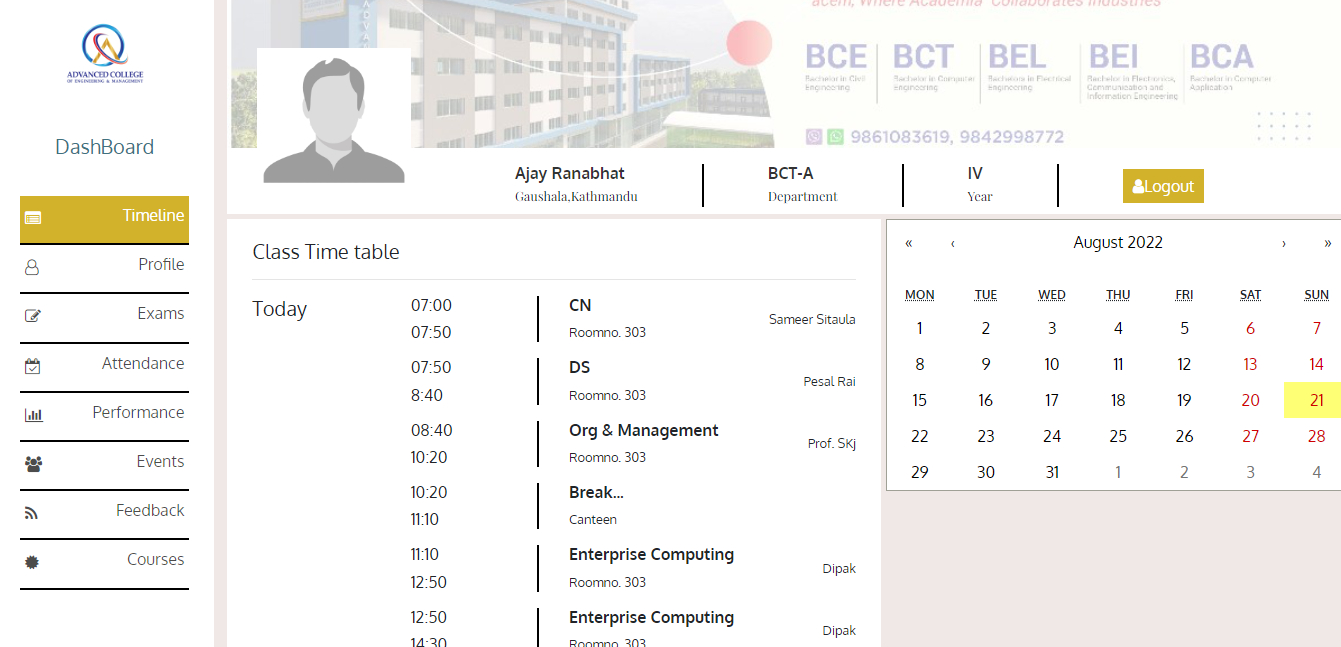 acem, Where Academia Collaborates Industries
BCE
Bachelor in Civil
Engineering
BCT
Bachelor in Computer
Engineering
BEL
Bachelors in Electrical
Engineering
BEI
Bachelor in Electronics,
Communication and
Information Engineering
BCA
Bachelor in Computer
Application
9861083619, 9842998772
ADVANCED COLLEGE
OF ENGINEERING & MANAGEMENT
DashBoard
Timeline
Profile
Exams
Attendance
Performance
Events
Feedback
Courses
Ajay Ranabhat
Gaushala,Kathmandu
BCT-A
Department
IV
Year
Logout
Class Time table
Today
07:00
07:50
CN
Roomno. 303
Sameer Sitaula
07:50
8:40
DS
Roomno. 303
Pesal Rai
08:40
10:20
Org & Management
Roomno. 303
Prof. SKj
10:20
11:10
Break...
Canteen
11:10
12:50
Enterprise Computing
Roomno. 303
Dipak
12:50
14:30
Enterprise Computing
Roomno. 303
Dipak
« ‹ August 2022 › »
MON TUE WED THU FRI SAT SUN
1 2 3 4 5 6 7
8 9 10 11 12 13 14
15 16 17 18 19 20 21
22 23 24 25 26 27 28
29 30 31 1 2 3 4